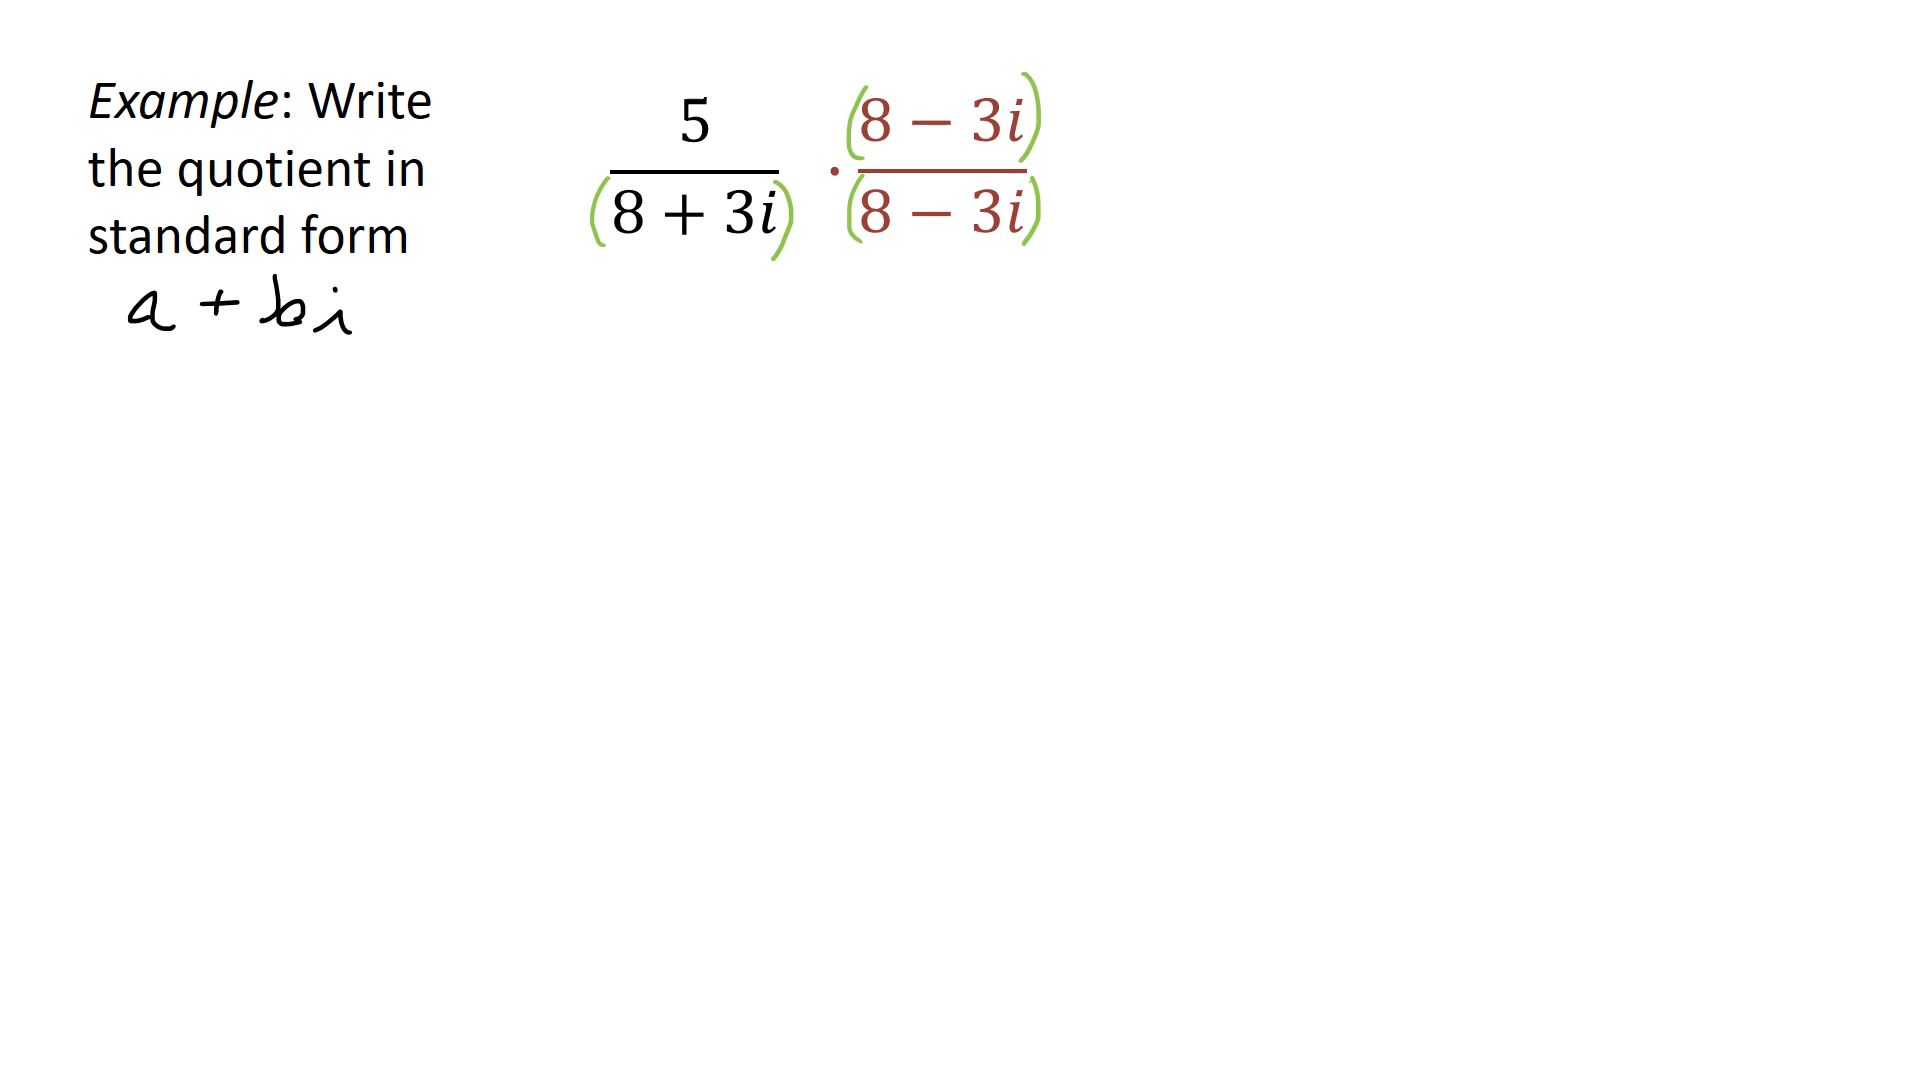 Example: Write
the quotient in
standard form
a + bi
5/(8 + 3i) · (8 − 3i)/(8 − 3i)